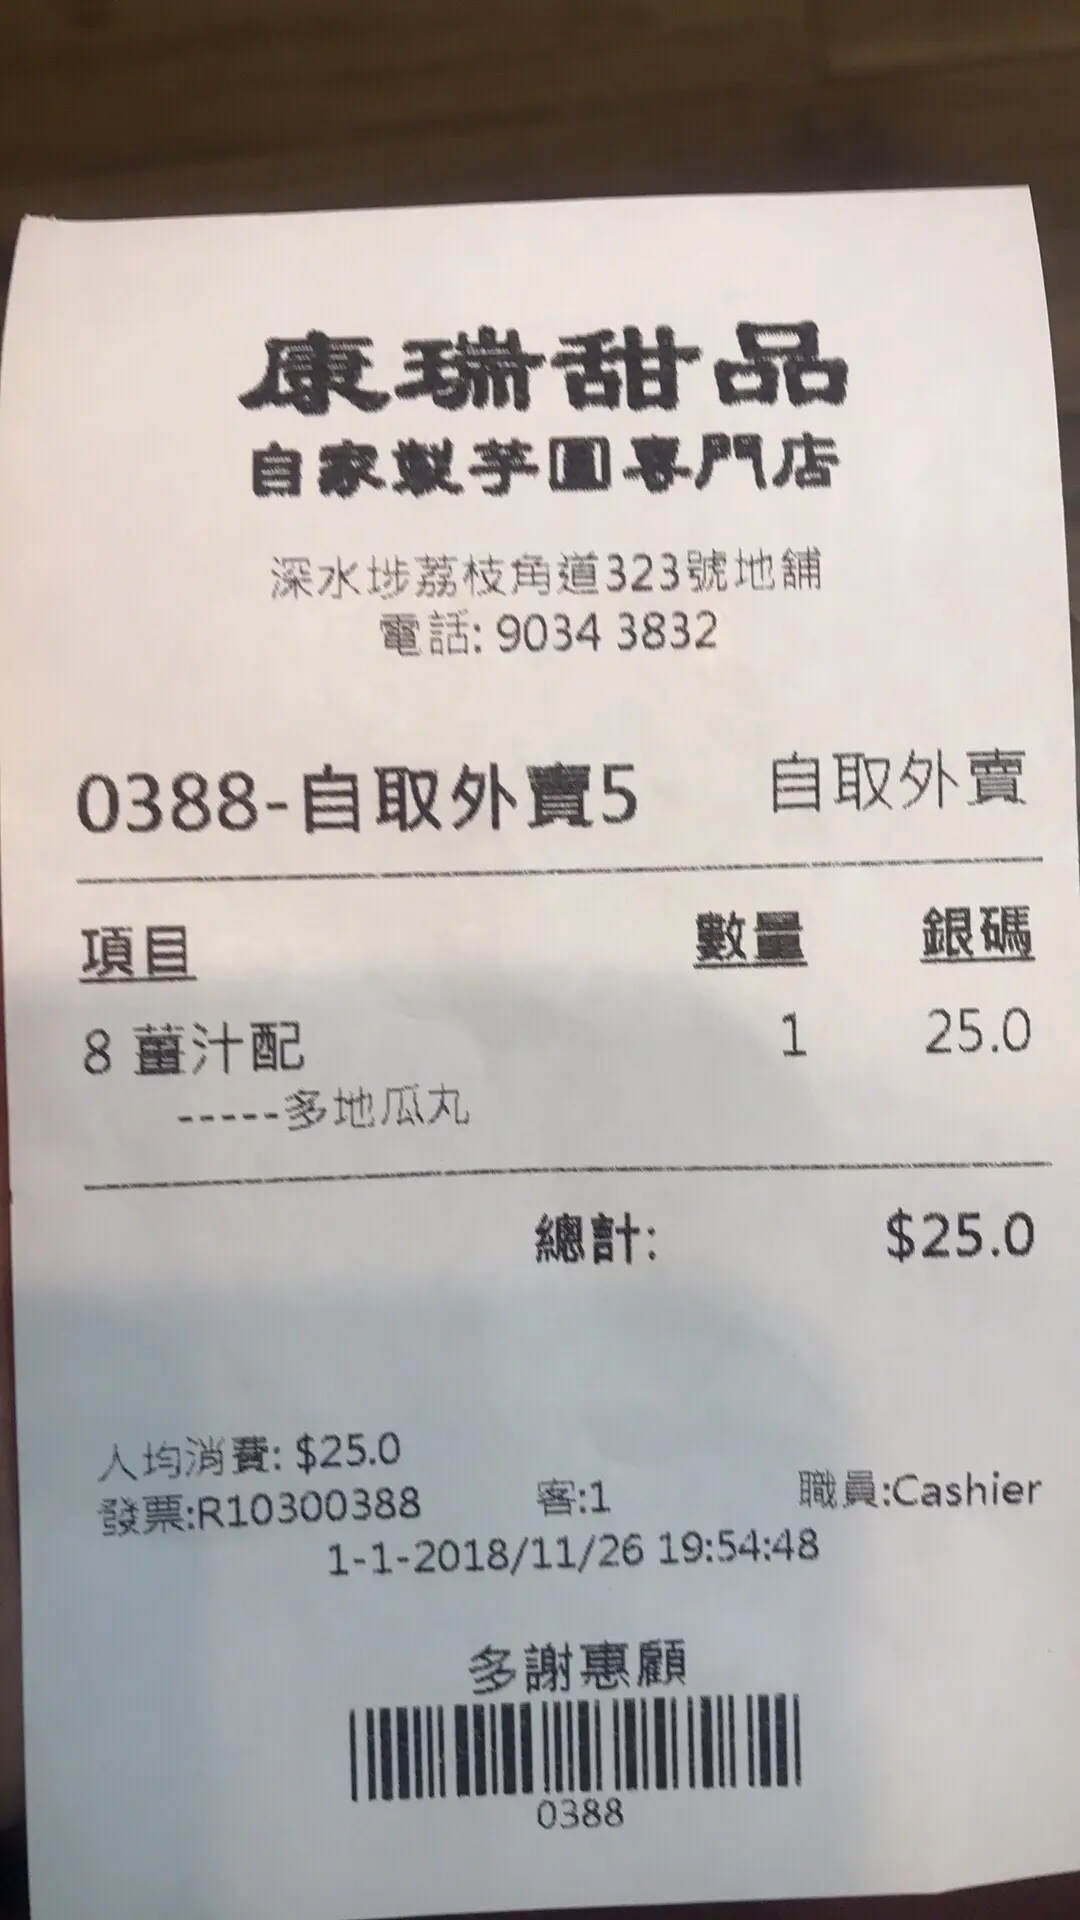 康瑞甜品
自家製芋圓專門店
深水埗荔枝角道323號地舖
電話: 9034 3832
0388-自取外賣5 自取外賣
項目 數量 銀碼
8 薑汁配 1 25.0
-----多地瓜丸
總計: $25.0
人均消費: $25.0
發票:R10300388 客:1 職員:Cashier
1-1-2018/11/26 19:54:48
多謝惠顧
0388